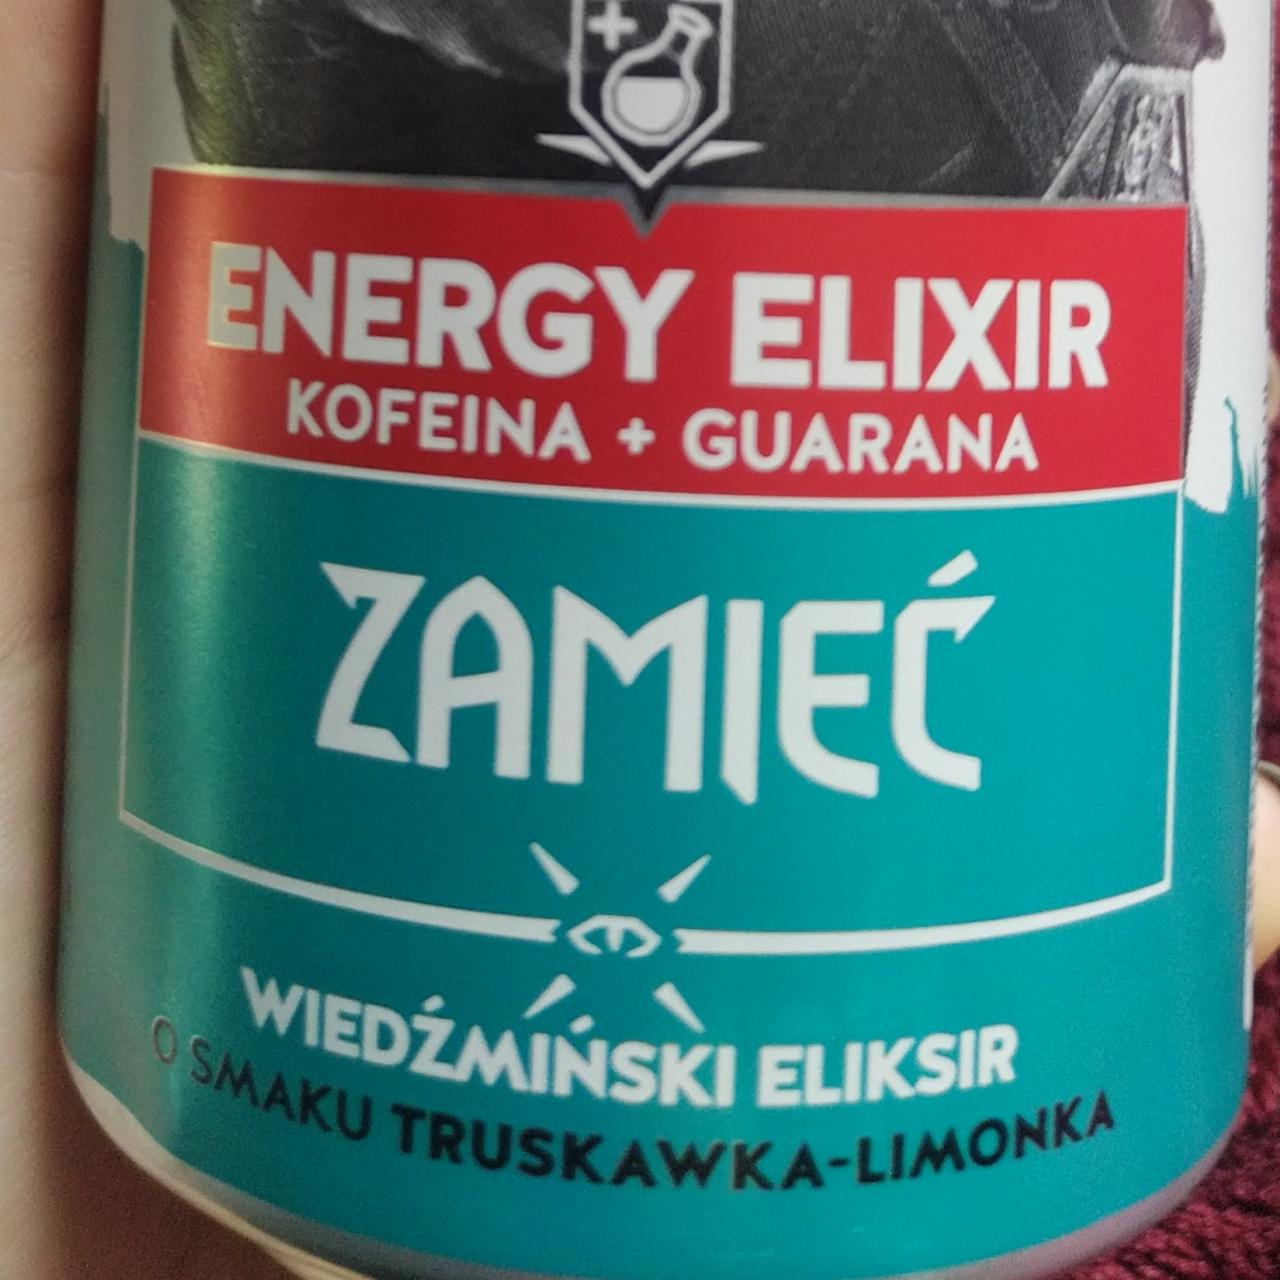 ENERGY ELIXIR
KOFEINA + GUARANA
ZAMIEĆ
WIEDŹMIŃSKI ELIKSIR
O SMAKU TRUSKAWKA-LIMONKA